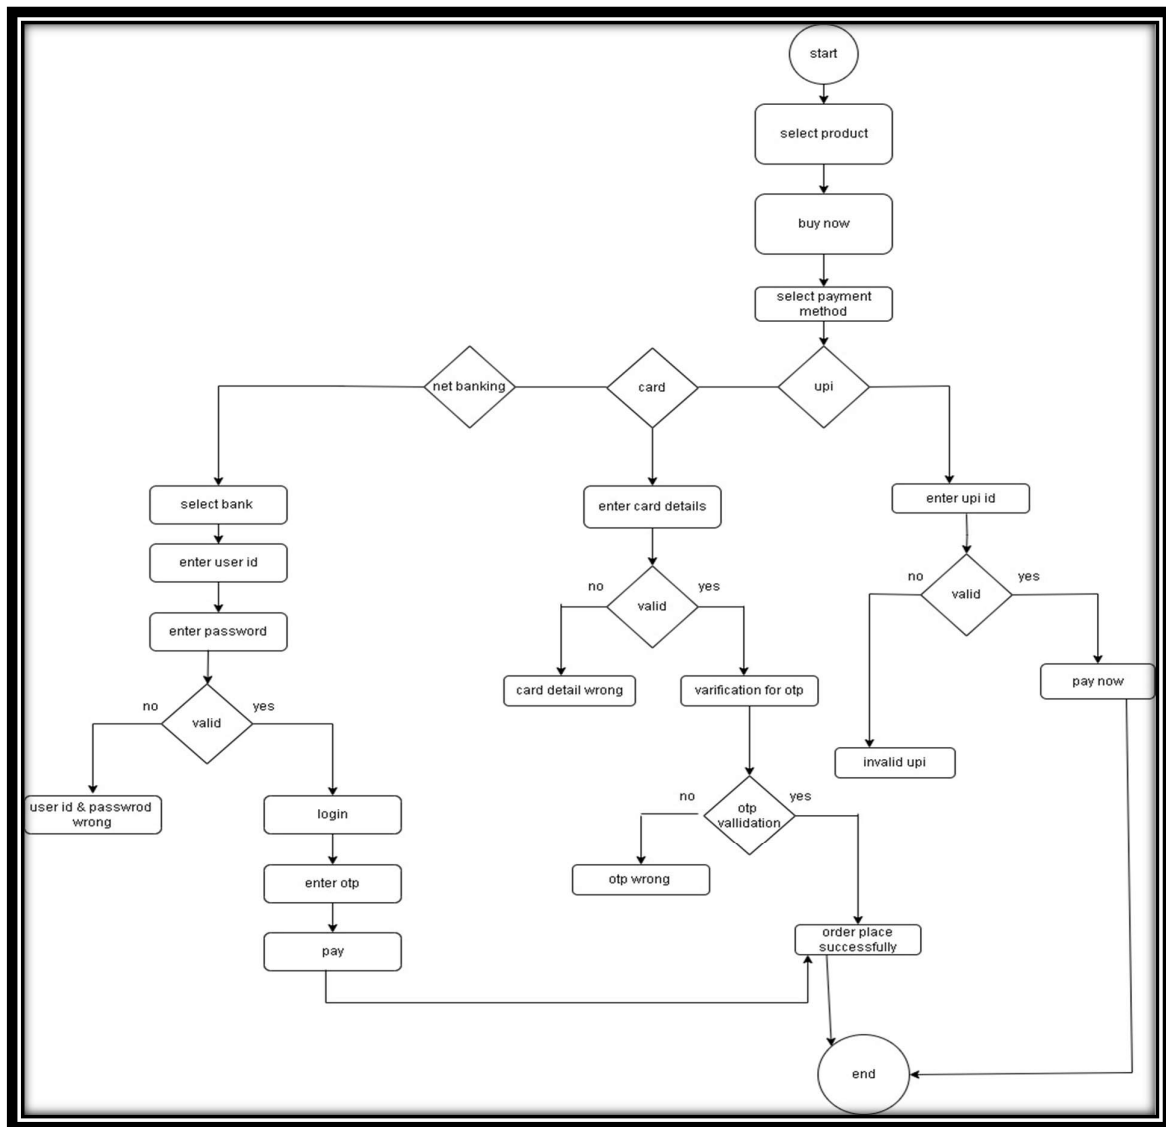 start
select product
buy now
select payment
method
net banking
card
upi
select bank
enter card details
enter upi id
enter user id
no
yes
valid
no
yes
valid
enter password
card detail wrong
varification for otp
pay now
no
yes
valid
invalid upi
user id & passwrod
wrong
login
no
yes
otp
vallidation
enter otp
otp wrong
order place
successfully
pay
end